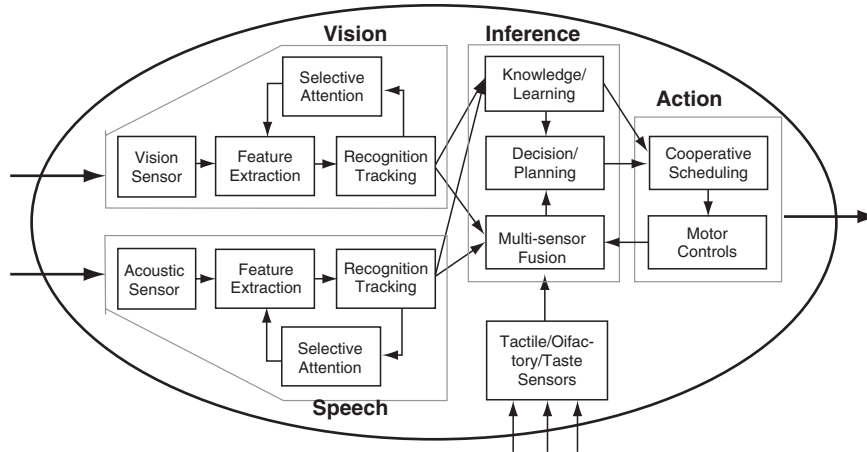 Vision
Selective
Attention
Vision
Sensor
Feature
Extraction
Recognition
Tracking
Acoustic
Sensor
Feature
Extraction
Recognition
Tracking
Selective
Attention
Speech
Inference
Knowledge/
Learning
Decision/
Planning
Multi-sensor
Fusion
Tactile/Oifac-
tory/Taste
Sensors
Action
Cooperative
Scheduling
Motor
Controls